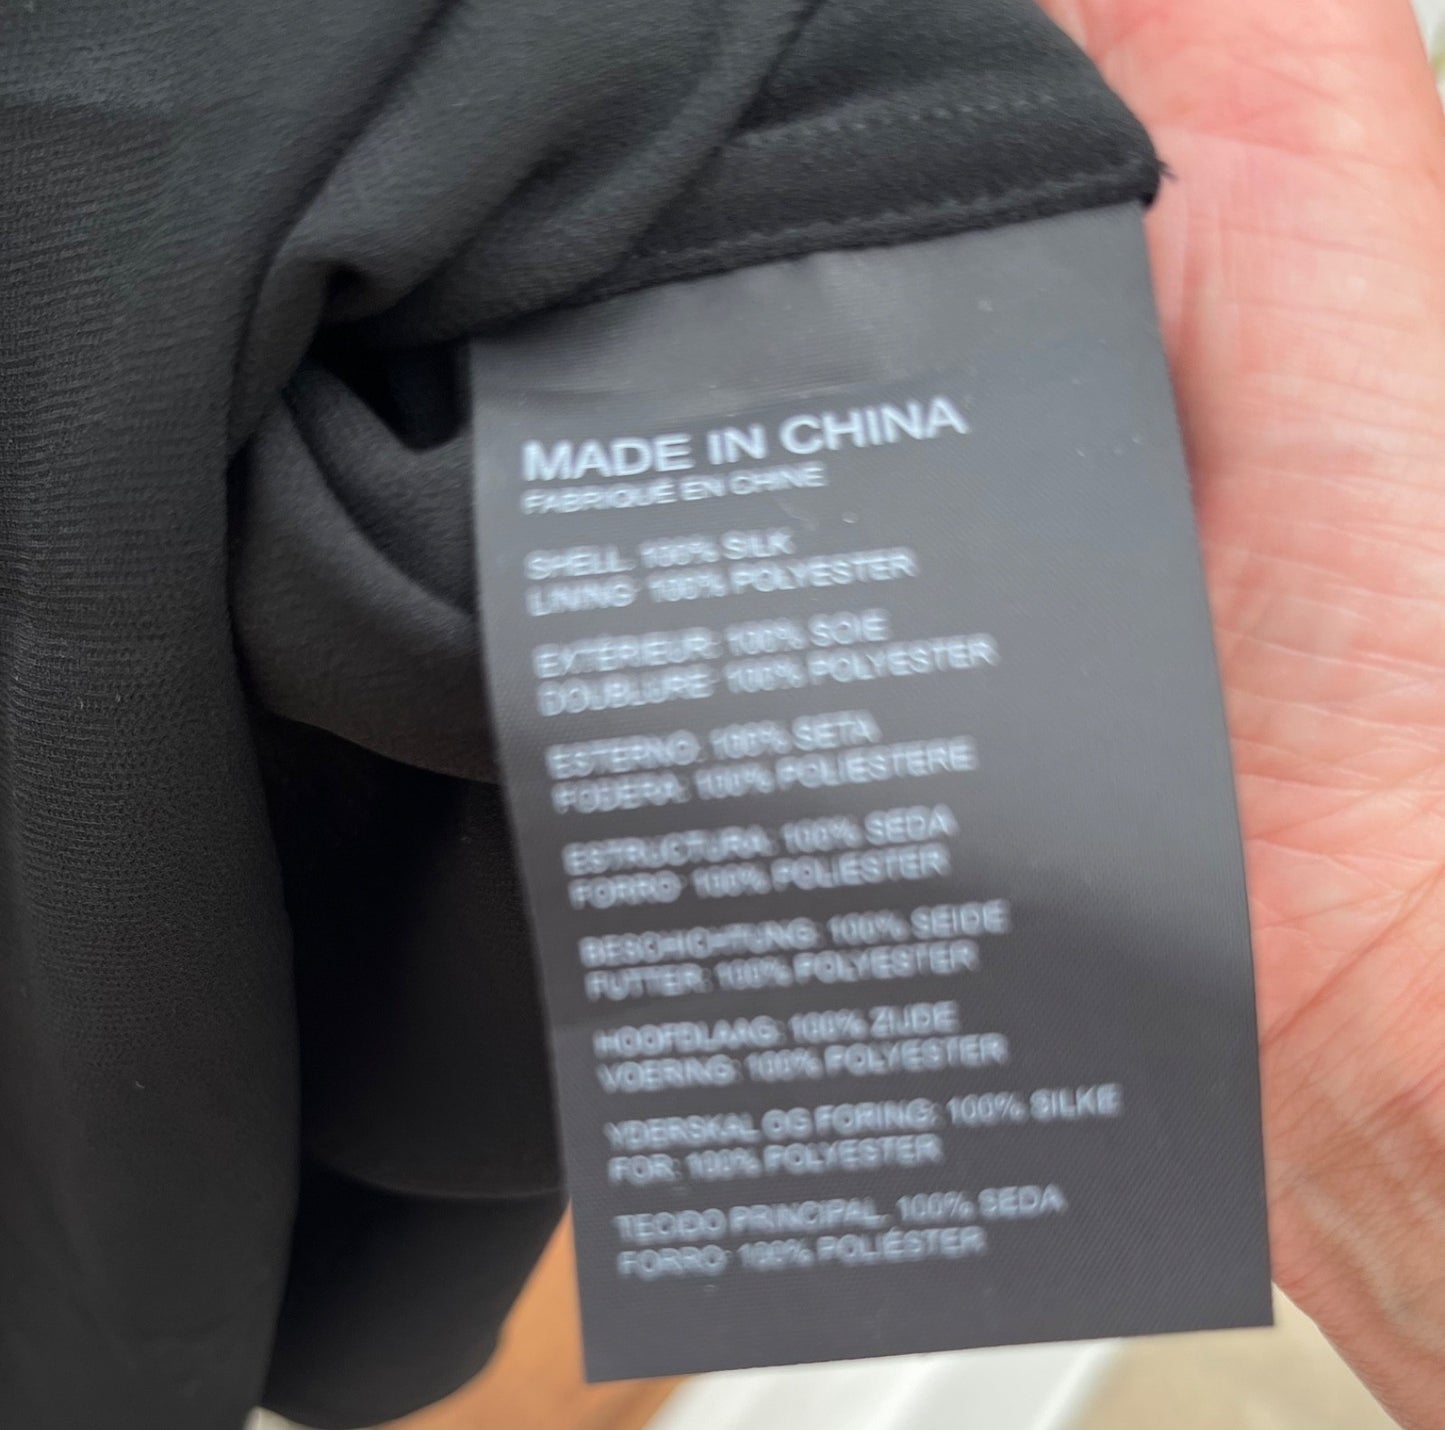 MADE IN CHINA
FABRIQUÉ EN CHINE
SHELL: 100% SILK
LINING: 100% POLYESTER
EXTÉRIEUR: 100% SOIE
DOUBLURE: 100% POLYESTER
ESTERNO: 100% SETA
FODERA: 100% POLIESTERE
ESTRUCTURA: 100% SEDA
FORRO: 100% POLIÉSTER
BESCHICHTUNG: 100% SEIDE
FUTTER: 100% POLYESTER
HOOFDLAAG: 100% ZIJDE
VOERING: 100% POLYESTER
YDERSKAL OG FORING: 100% SILKE
FOR: 100% POLYESTER
TECIDO PRINCIPAL: 100% SEDA
FORRO: 100% POLIÉSTER